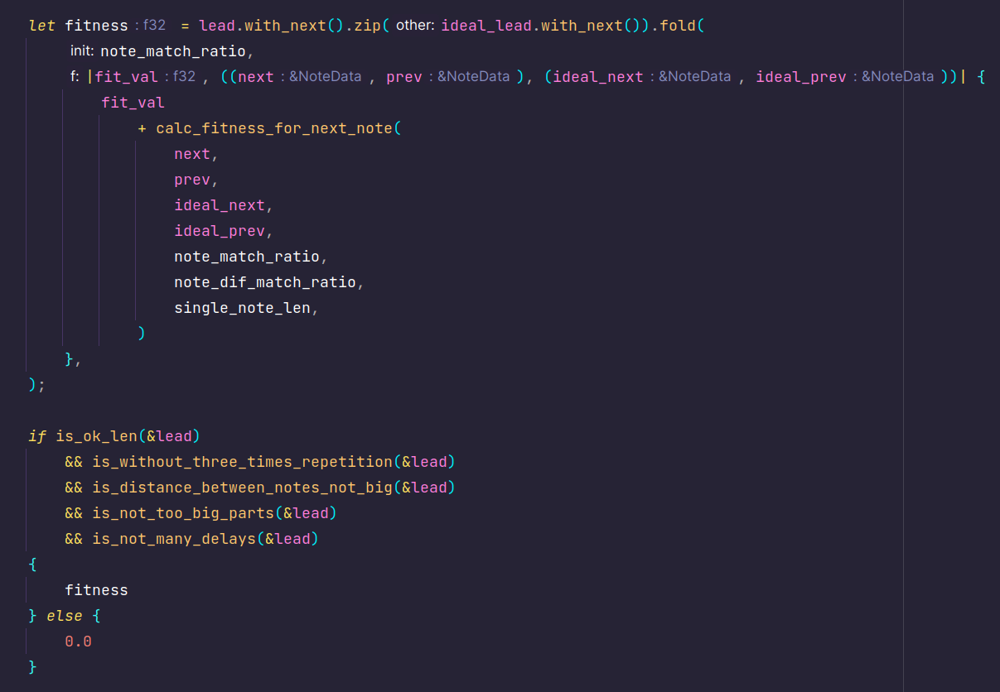 let fitness : f32 = lead.with_next().zip( other: ideal_lead.with_next()).fold(
init: note_match_ratio,
f: |fit_val : f32 , ((next : &NoteData , prev : &NoteData ), (ideal_next : &NoteData , ideal_prev : &NoteData ))| {
fit_val
+ calc_fitness_for_next_note(
next,
prev,
ideal_next,
ideal_prev,
note_match_ratio,
note_dif_match_ratio,
single_note_len,
)
},
);
if is_ok_len(&lead)
&& is_without_three_times_repetition(&lead)
&& is_distance_between_notes_not_big(&lead)
&& is_not_too_big_parts(&lead)
&& is_not_many_delays(&lead)
{
fitness
} else {
0.0
}